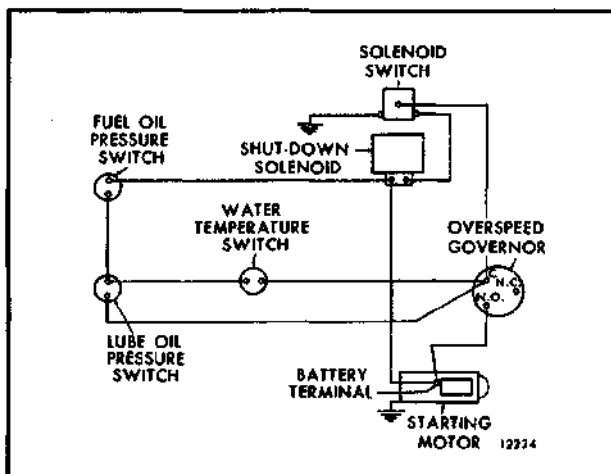 SOLENOID
SWITCH
FUEL OIL
PRESSURE
SWITCH
SHUT-DOWN
SOLENOID
WATER
TEMPERATURE
SWITCH
OVERSPEED
GOVERNOR
C.
N.C.
N.O.
LUBE OIL
PRESSURE
SWITCH
BATTERY
TERMINAL
STARTING
MOTOR
12234